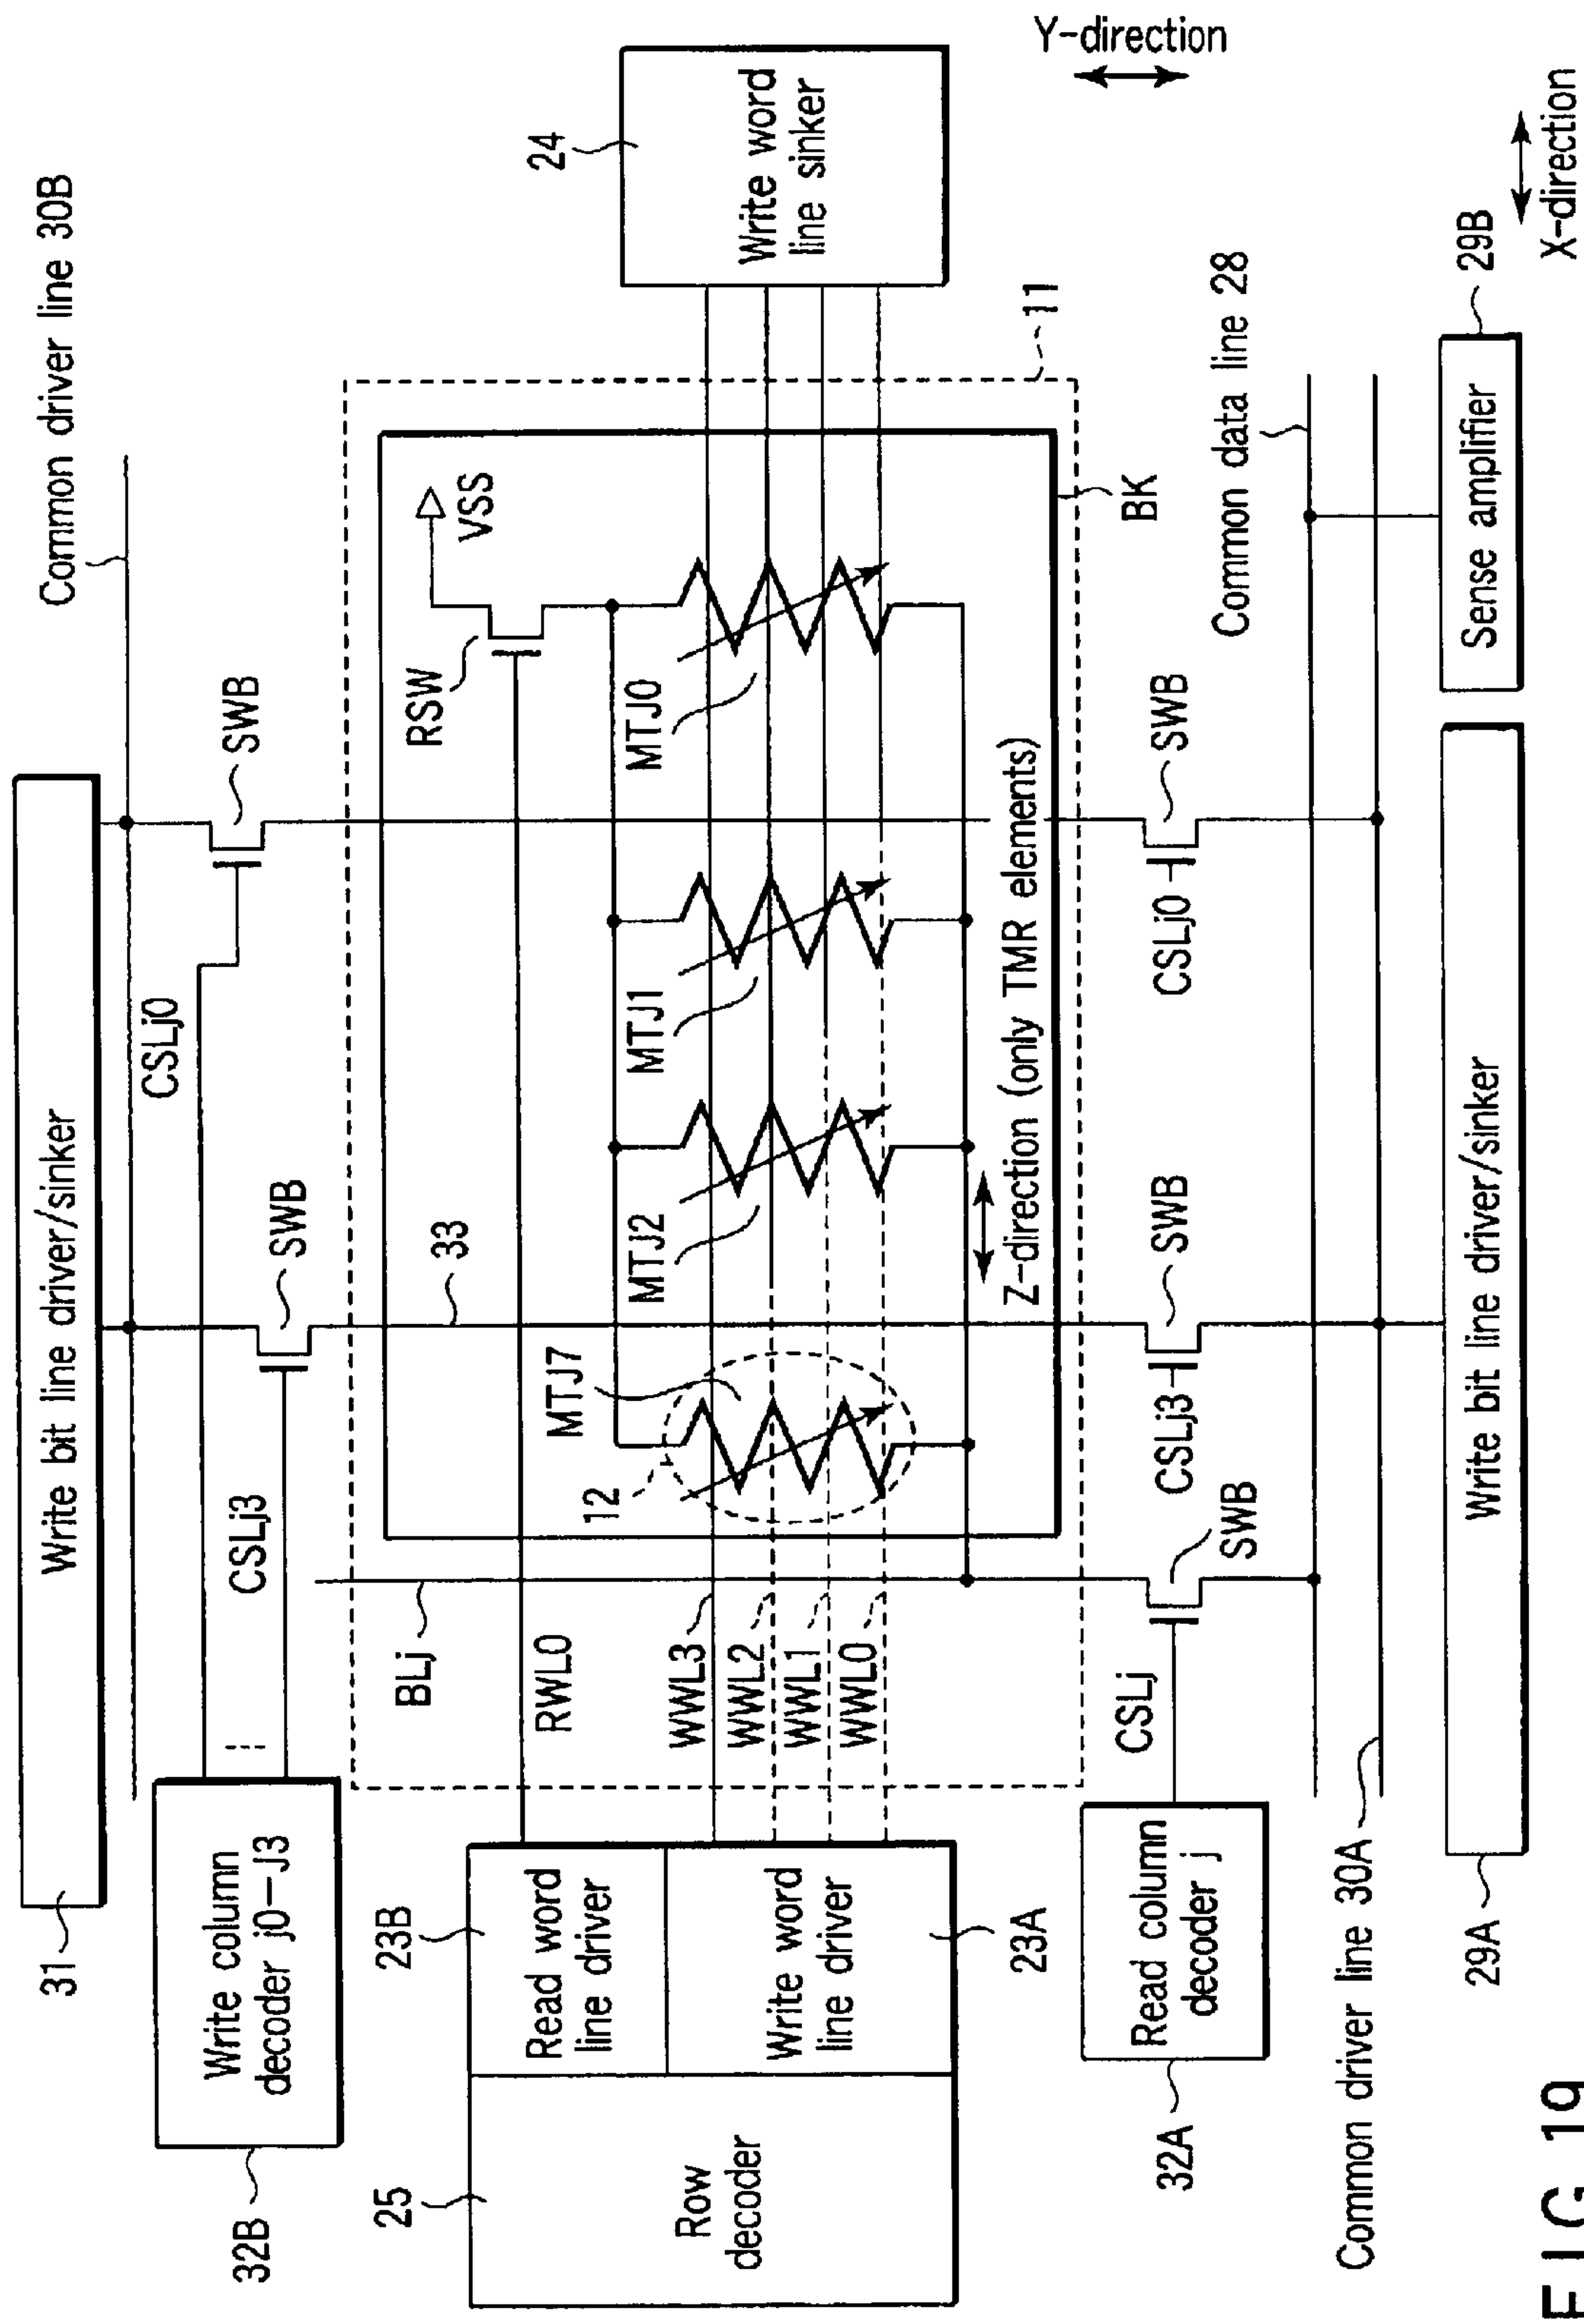 Write bit line driver/sinker
31
Common driver line 30B
Write column
decoder j0-J3
32B
CSLj3
CSLj0
SWB
SWB
33
BLj
RWL0
RSW
VSS
11
24
Write word
line sinker
Y-direction
X-direction
25
Row
decoder
23B
Read word
line driver
Write word
line driver
23A
WWL3
WWL2
WWL1
WWL0
12
MTJ7
MTJ2
MTJ1
MTJ0
Z-direction (only TMR elements)
BK
32A
Read column
decoder j
CSLj
SWB
CSLj3
SWB
CSLj0
SWB
Common data line 28
Common driver line 30A
29A
Write bit line driver/sinker
Sense amplifier
29B
FIG. 19